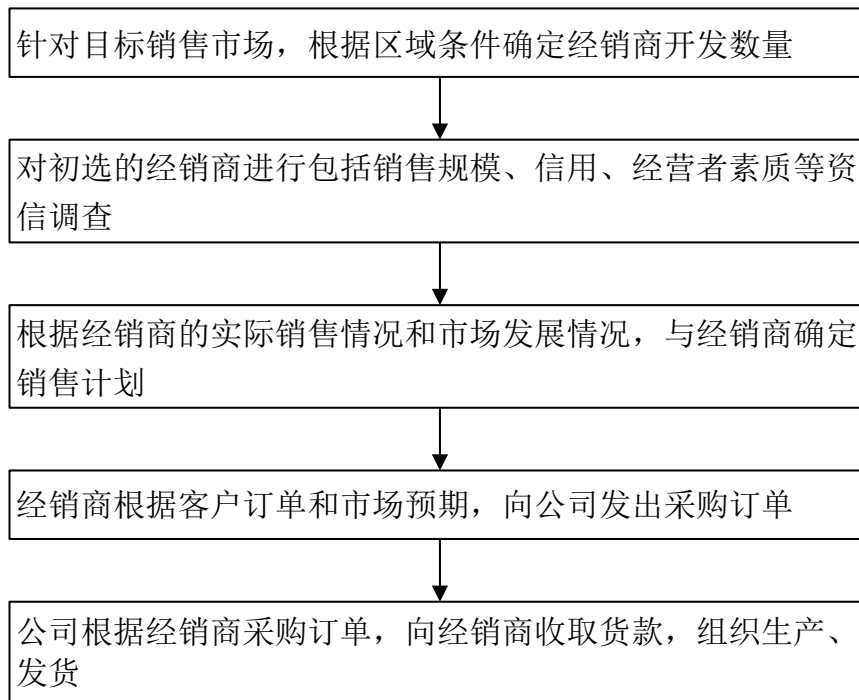 针对目标销售市场，根据区域条件确定经销商开发数量
对初选的经销商进行包括销售规模、信用、经营者素质等资
信调查
根据经销商的实际销售情况和市场发展情况，与经销商确定
销售计划
经销商根据客户订单和市场预期，向公司发出采购订单
公司根据经销商采购订单，向经销商收取货款，组织生产、
发货